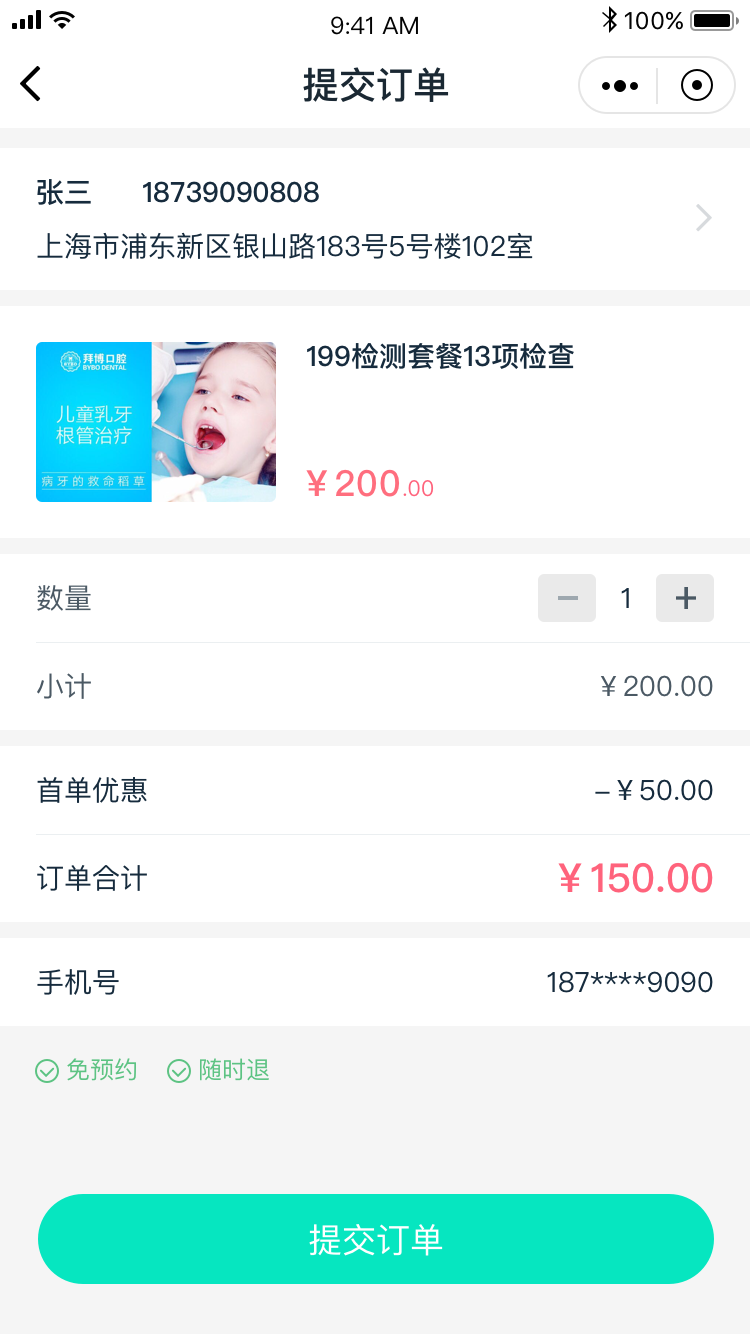 9:41 AM
100%
提交订单
张三 18739090808
上海市浦东新区银山路183号5号楼102室
拜博口腔
BYBO DENTAL
儿童乳牙
根管治疗
病牙的救命稻草
199检测套餐13项检查
¥200.00
数量 1
小计 ¥200.00
首单优惠 –¥50.00
订单合计 ¥150.00
手机号 187****9090
免预约 随时退
提交订单